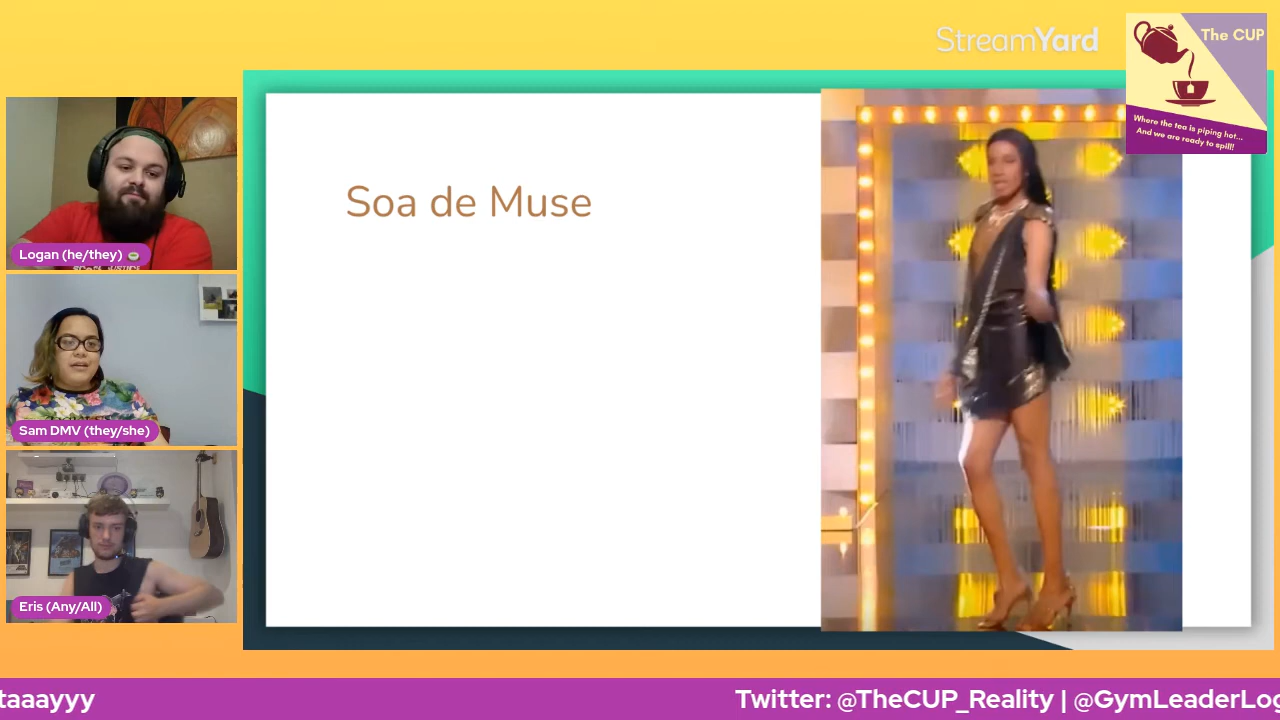 StreamYard
The CUP
Where the tea is piping hot...
And we are ready to spill!
Logan (he/they)
Soa de Muse
Sam DMV (they/she)
Eris (Any/All)
taaayyy
Twitter: @TheCUP_Reality | @GymLeaderLog